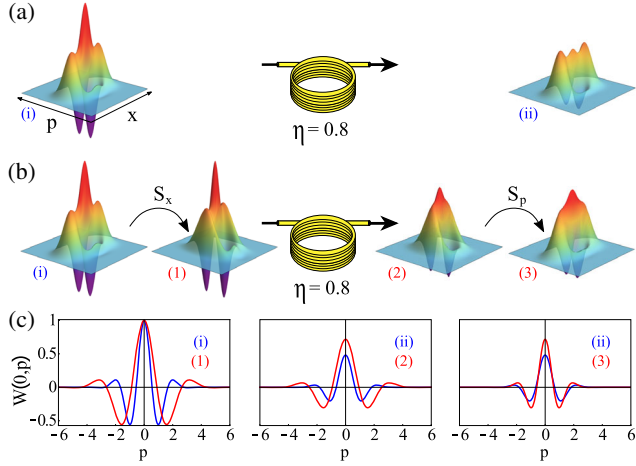 (a)
(i)
p
x
η = 0.8
(ii)
(b)
Sₓ
Sₚ
(i)
(1)
(2)
(3)
η = 0.8
(c)
(i)
(1)
(ii)
(2)
(ii)
(3)
W(0,p)
1
0.5
0
−0.5
−6 −4 −2 0 2 4 6
−6 −4 −2 0 2 4 6
−6 −4 −2 0 2 4 6
p
p
p